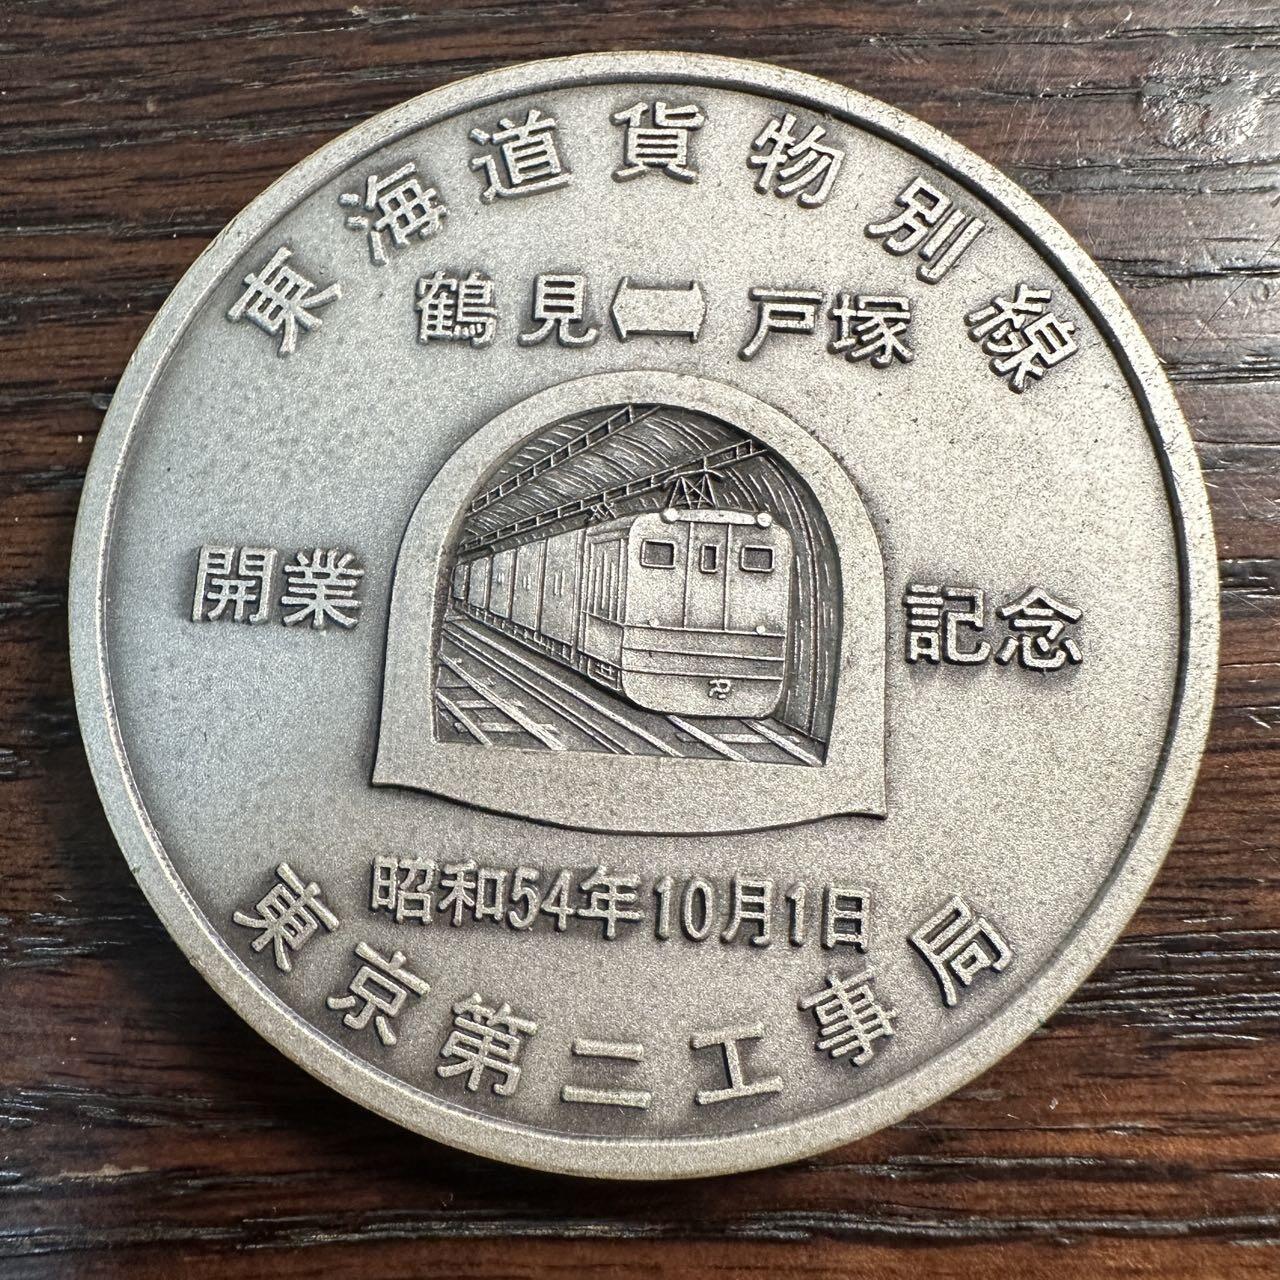 東海道貨物別線
鶴見⟺戸塚
開業
記念
昭和54年10月1日
東京第二工事局